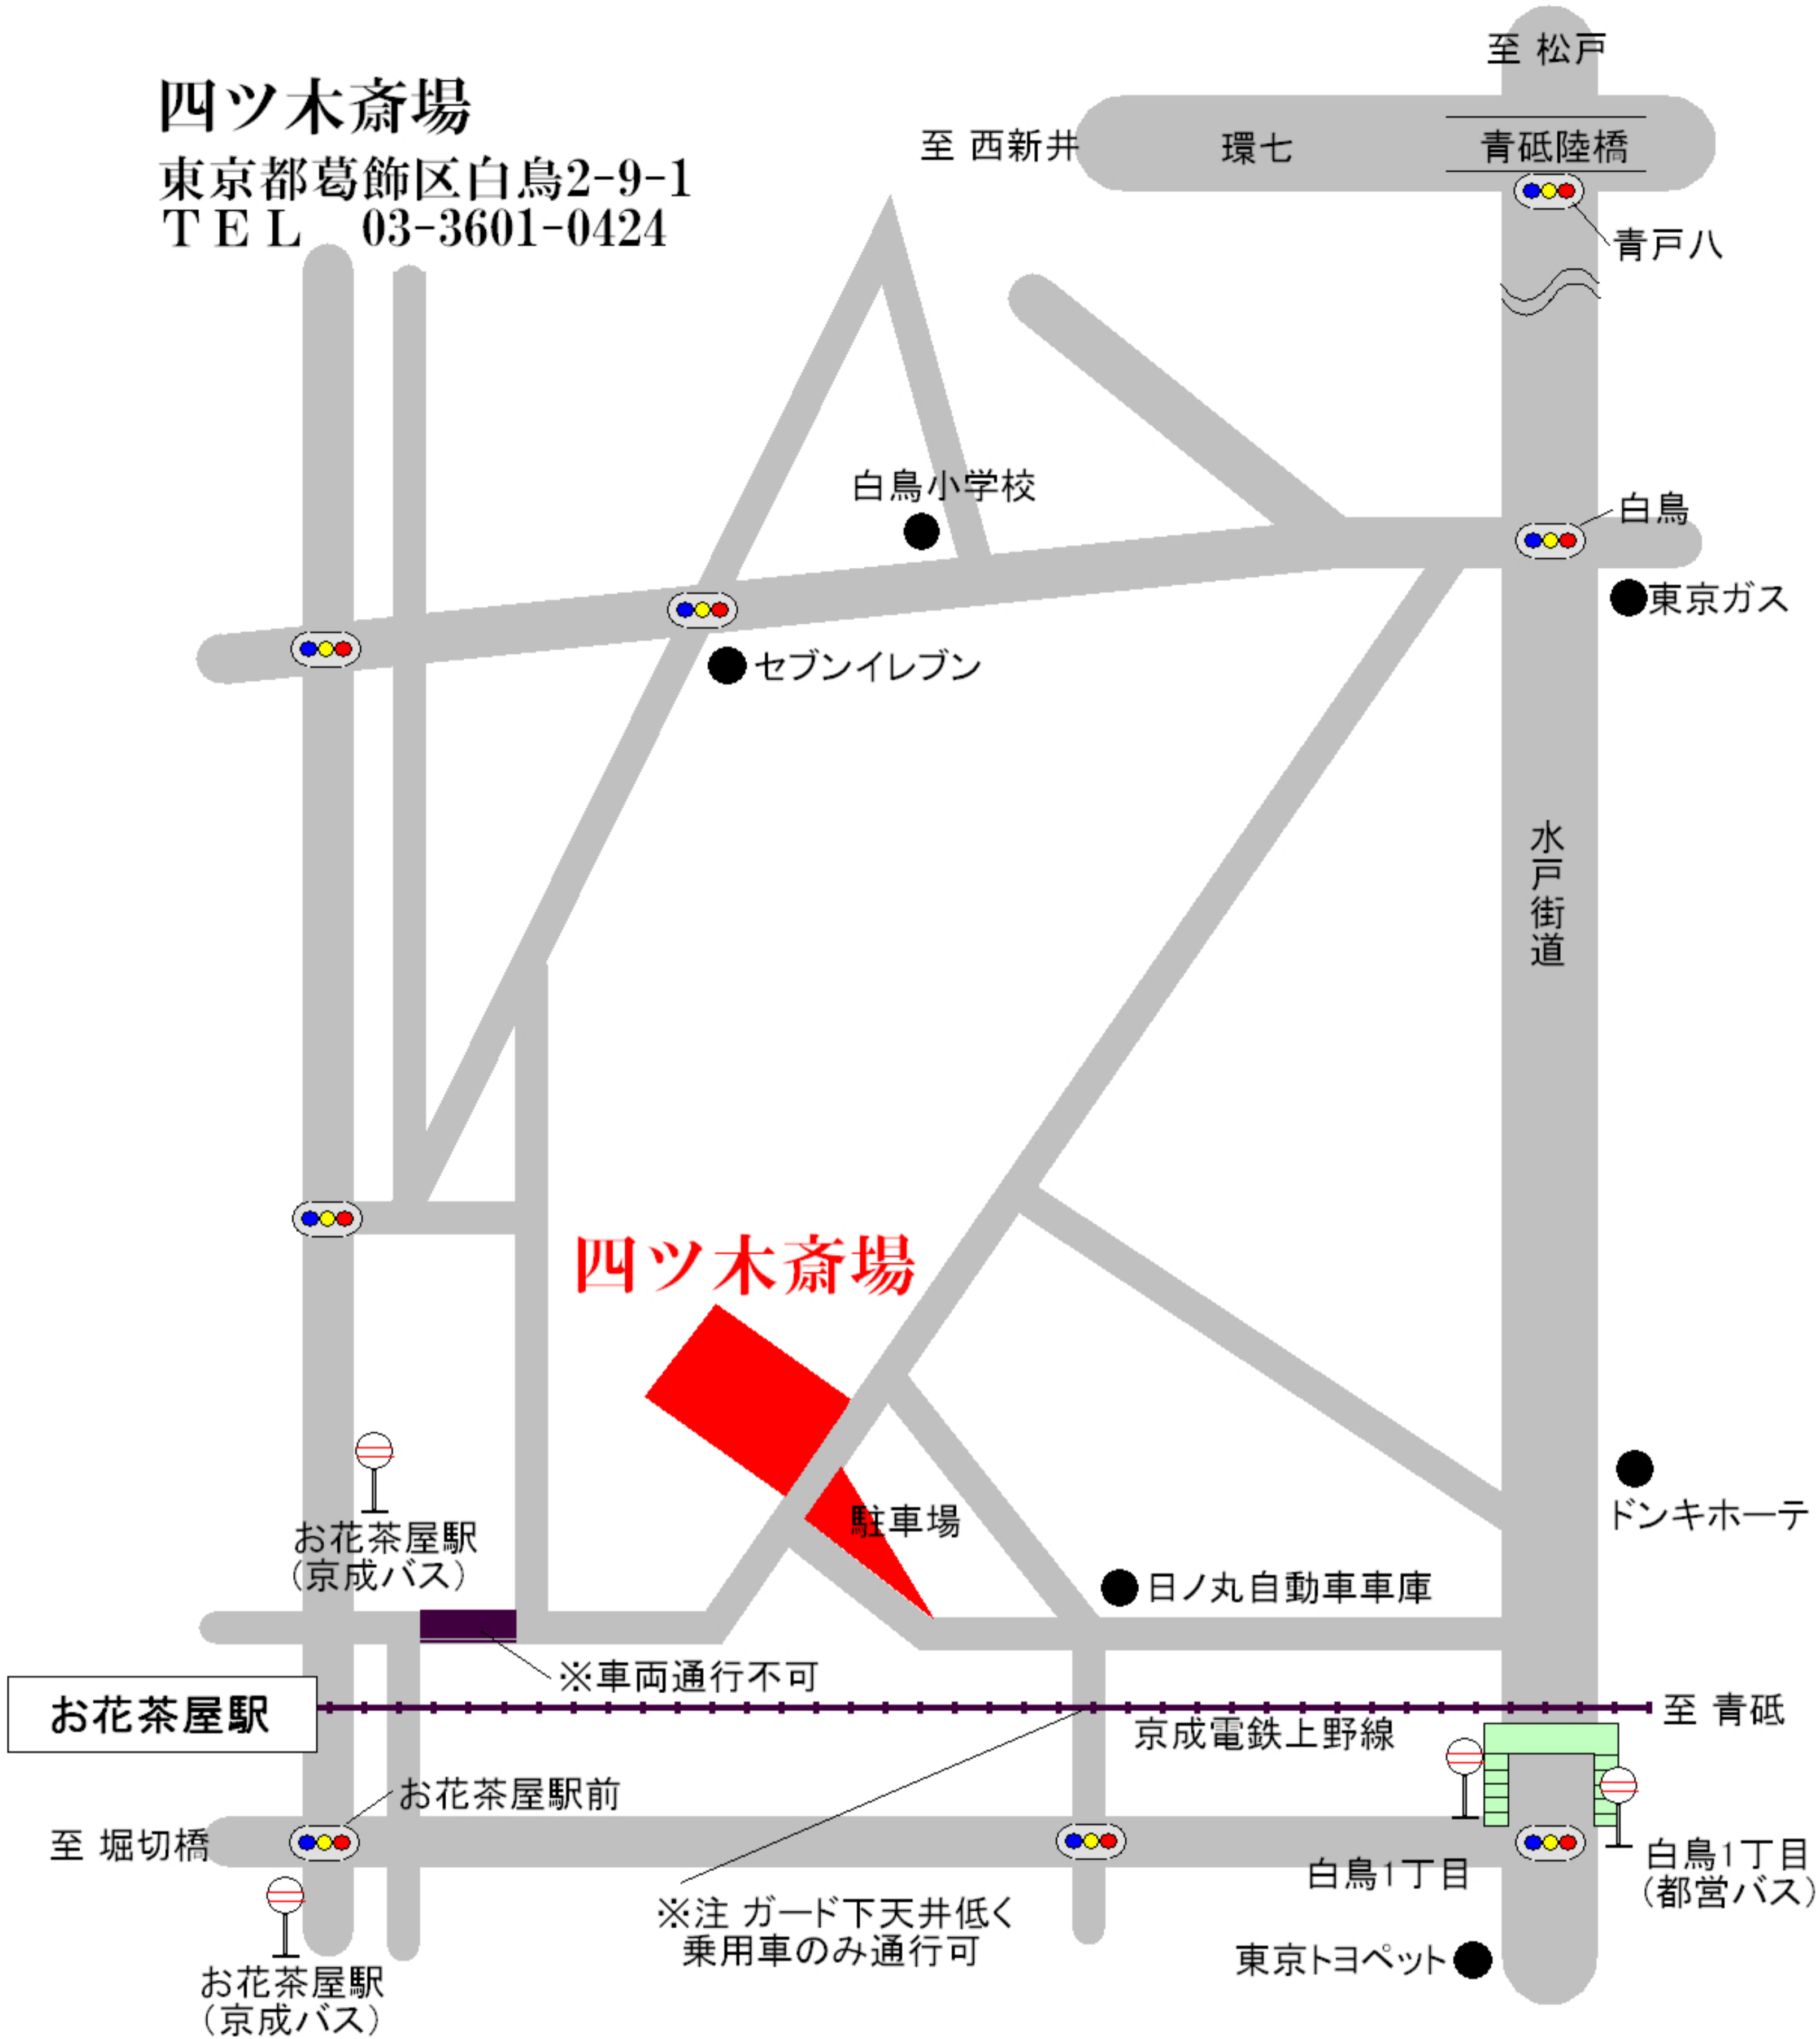 至 松戸
四ツ木斎場
東京都葛飾区白鳥2-9-1
TEL 03-3601-0424
至 西新井
環七
青砥陸橋
青戸八
白鳥小学校
白鳥
東京ガス
セブンイレブン
水戸街道
四ツ木斎場
駐車場
ドンキホーテ
お花茶屋駅
(京成バス)
日ノ丸自動車車庫
※車両通行不可
お花茶屋駅
京成電鉄上野線
至 青砥
お花茶屋駅前
至 堀切橋
白鳥1丁目
白鳥1丁目
(都営バス)
※注 ガード下天井低く
乗用車のみ通行可
東京トヨペット
お花茶屋駅
(京成バス)